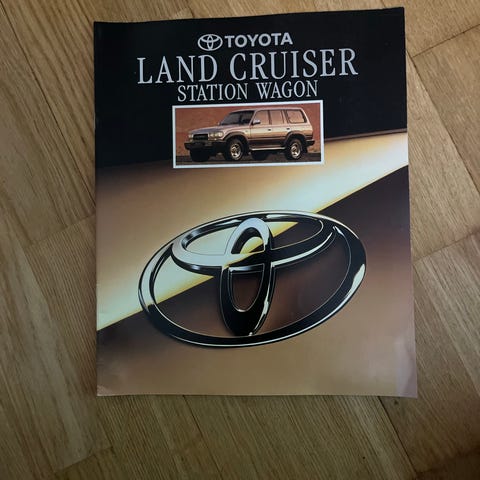 TOYOTA
LAND CRUISER
STATION WAGON